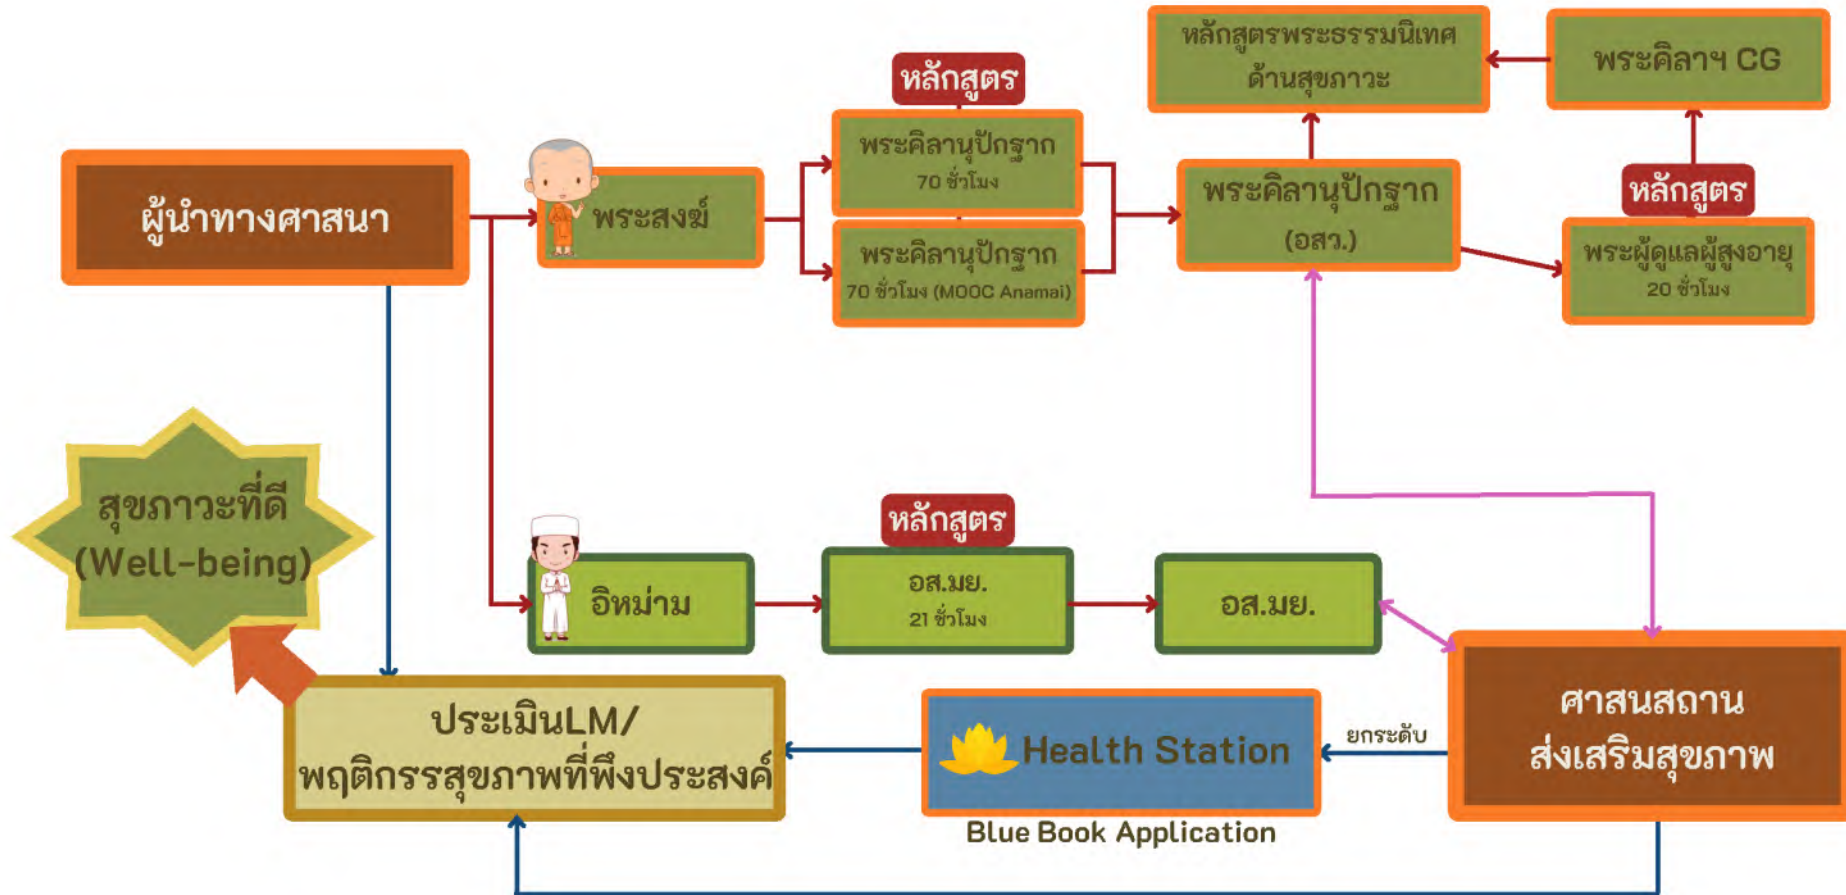 หลักสูตรพระธรรมนิเทศ
ด้านสุขภาวะ
พระคิลาฯ CG
หลักสูตร
พระคิลานุปัฏฐาก
70 ชั่วโมง
ผู้นำทางศาสนา
พระสงฆ์
พระคิลานุปัฏฐาก
(อสว.)
หลักสูตร
พระคิลานุปัฏฐาก
70 ชั่วโมง (MOOC Anamai)
พระผู้ดูแลผู้สูงอายุ
20 ชั่วโมง
สุขภาวะที่ดี
(Well-being)
หลักสูตร
อิหม่าม
อส.มย.
21 ชั่วโมง
อส.มย.
ประเมินLM/
พฤติกรรสุขภาพที่พึงประสงค์
Health Station
Blue Book Application
ยกระดับ
ศาสนสถาน
ส่งเสริมสุขภาพ